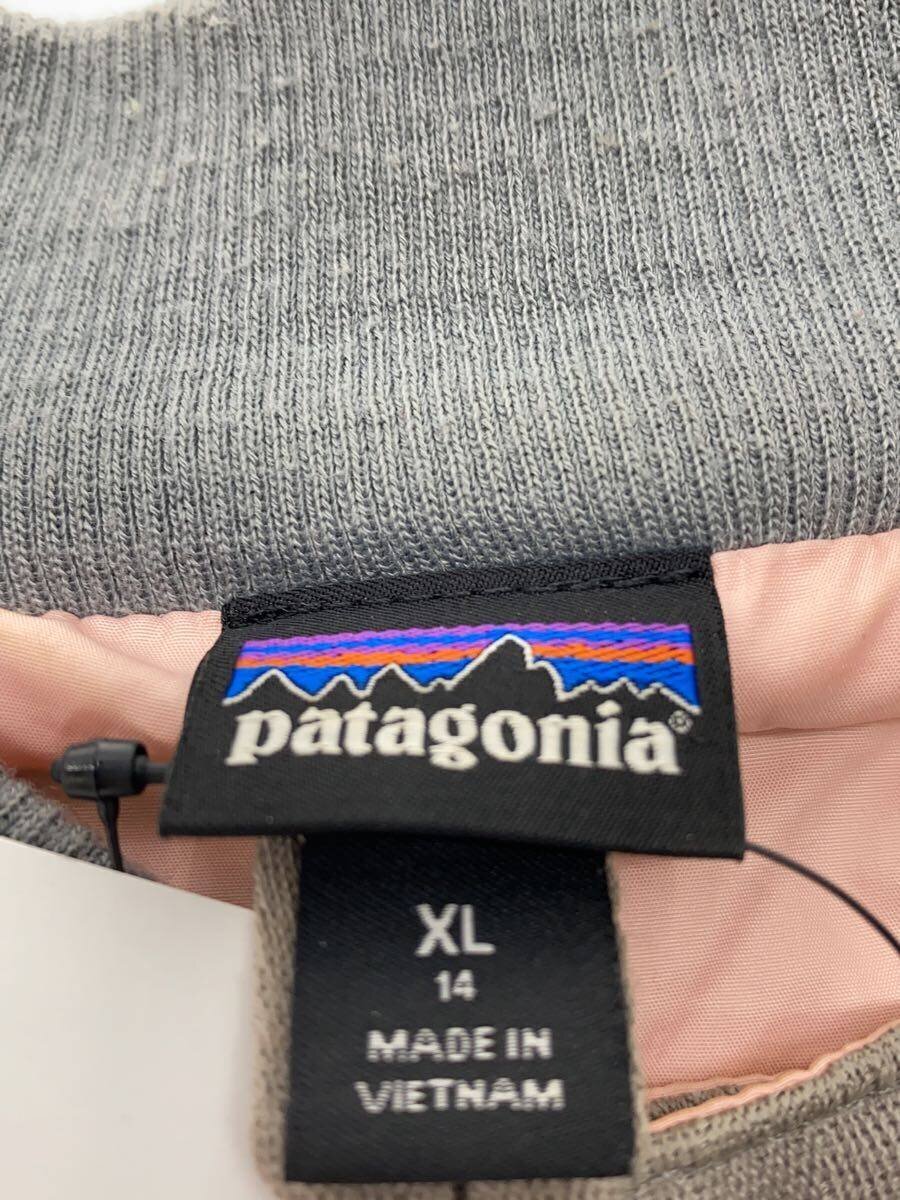 patagonia®
XL
14
MADE IN
VIETNAM